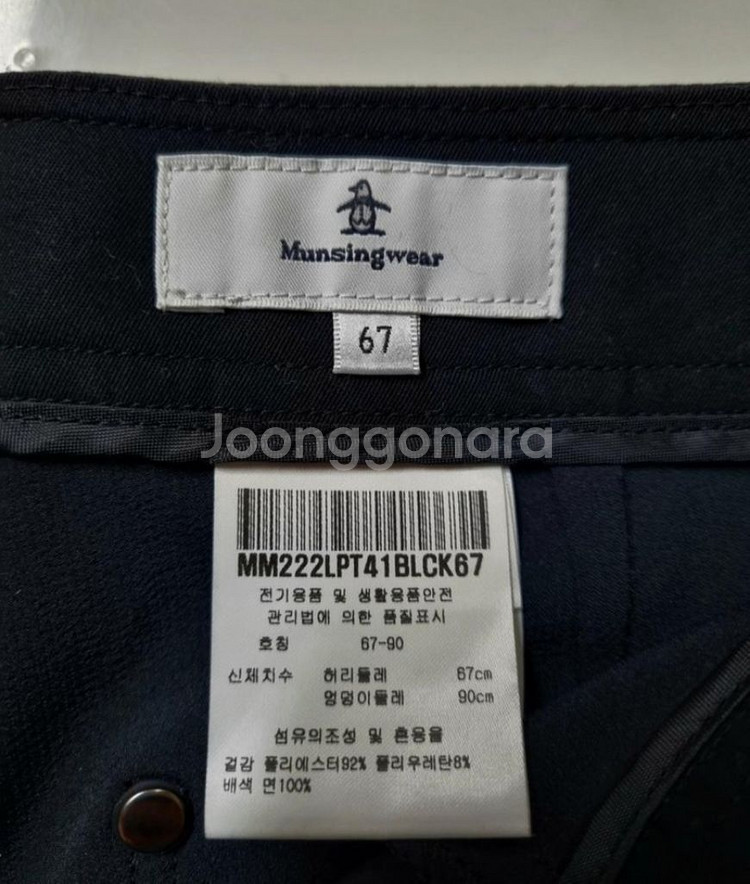 Munsingwear
67
Joonggonara
MM222LPT41BLCK67
전기용품 및 생활용품안전
관리법에 의한 품질표시
호칭 67-90
신체치수 허리둘레 67cm
엉덩이둘레 90cm
섬유의조성 및 혼용율
겉감 폴리에스터92% 폴리우레탄8%
배색 면100%